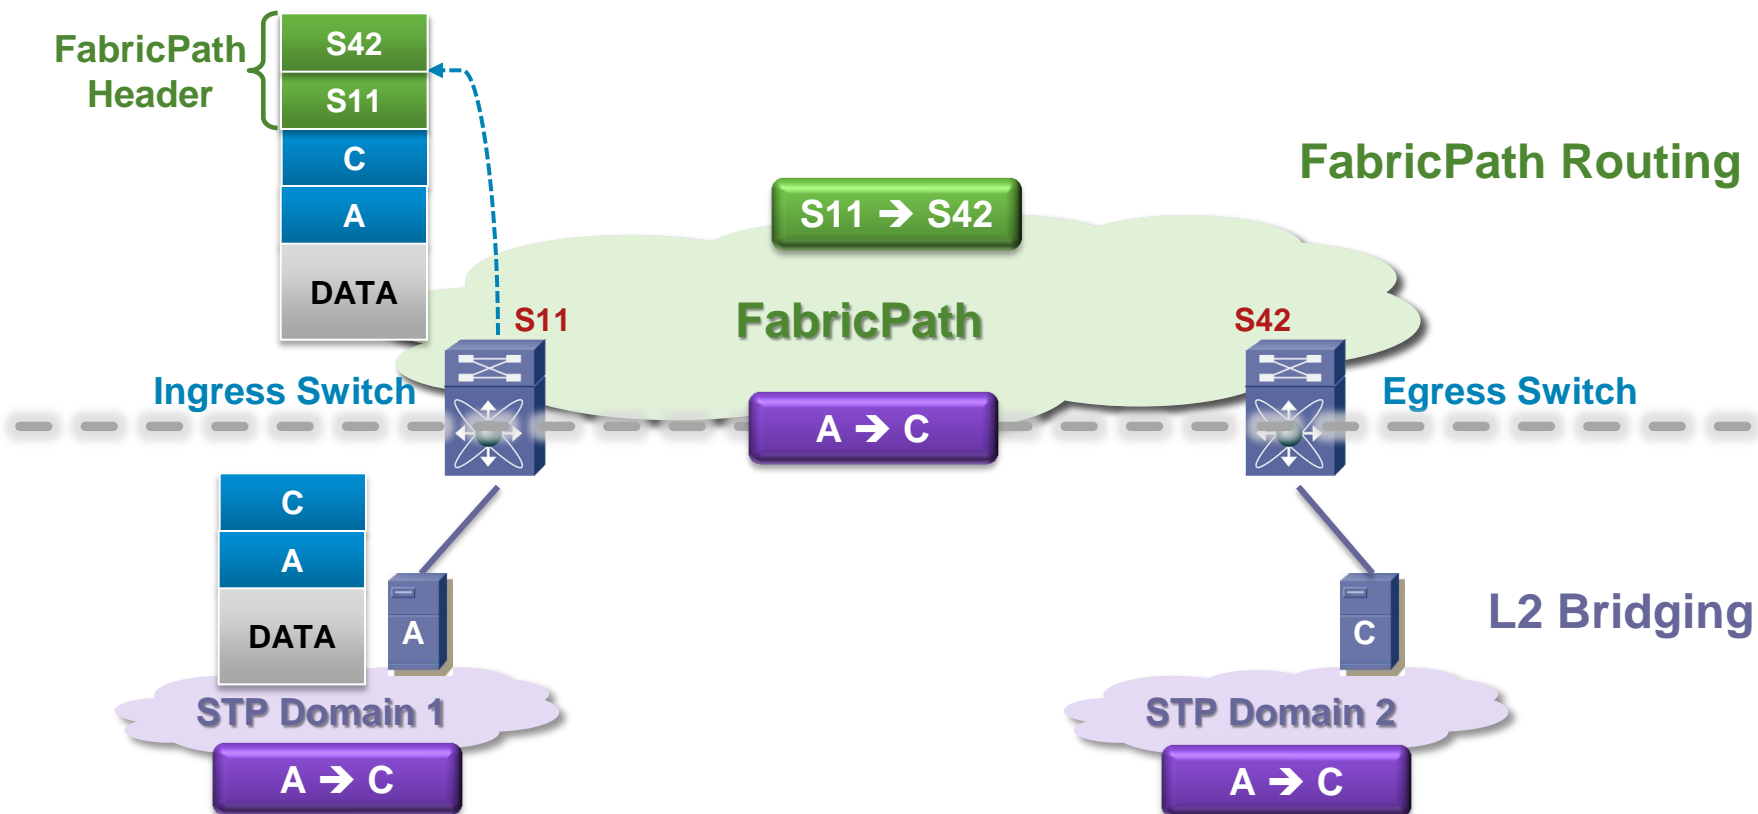 FabricPath
Header
S42
S11
C
A
DATA
FabricPath Routing
S11 ➔ S42
FabricPath
S11
S42
Ingress Switch
Egress Switch
A ➔ C
C
A
DATA
A
C
L2 Bridging
STP Domain 1
STP Domain 2
A ➔ C
A ➔ C